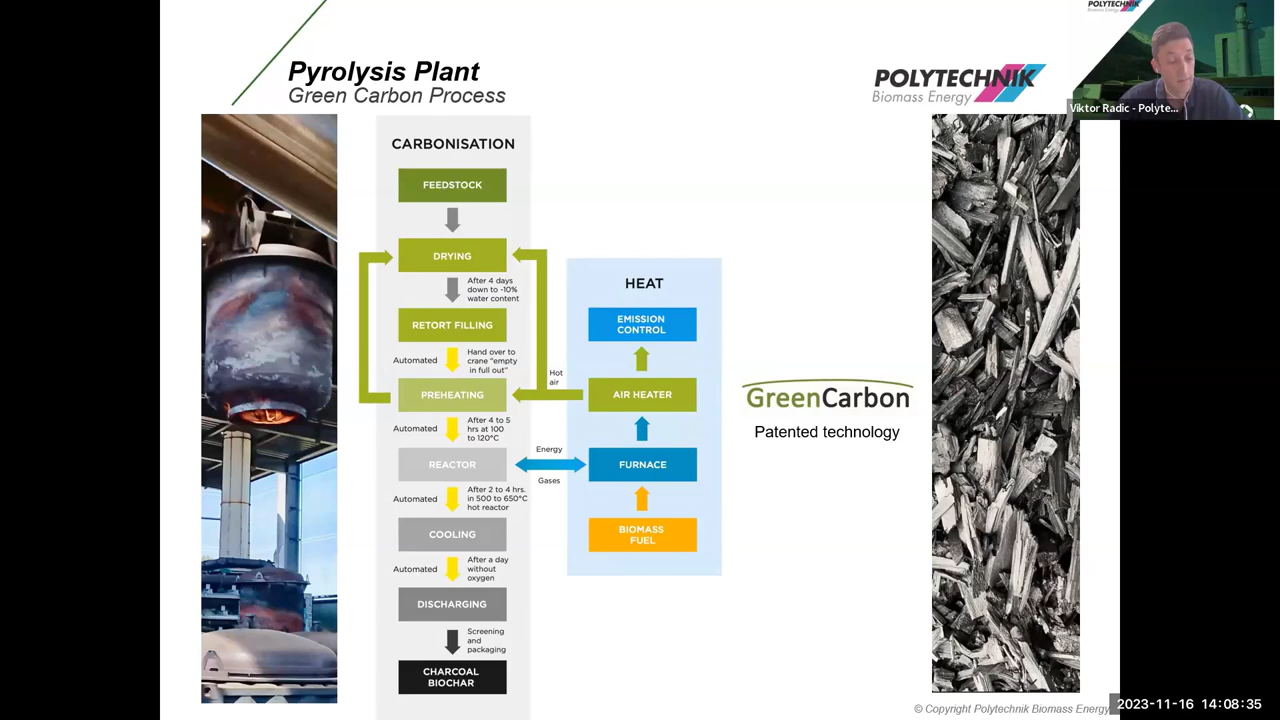 POLYTECHNIK
Biomass Energy
Viktor Radic - Polyte...
Pyrolysis Plant
Green Carbon Process
POLYTECHNIK
Biomass Energy
CARBONISATION
FEEDSTOCK
DRYING
After 4 days
down to ~10%
water content
RETORT FILLING
Automated
Hand over to
crane “empty
in full out”
PREHEATING
Automated
After 4 to 5
hrs at 100
to 120°C
REACTOR
Automated
After 2 to 4 hrs.
in 500 to 650°C
hot reactor
COOLING
Automated
After a day
without
oxygen
DISCHARGING
Screening
and
packaging
CHARCOAL
BIOCHAR
Hot
air
Energy
Gases
HEAT
EMISSION
CONTROL
AIR HEATER
FURNACE
BIOMASS
FUEL
GreenCarbon
Patented technology
© Copyright Polytechnik Biomass Energy
2023-11-16 14:08:35